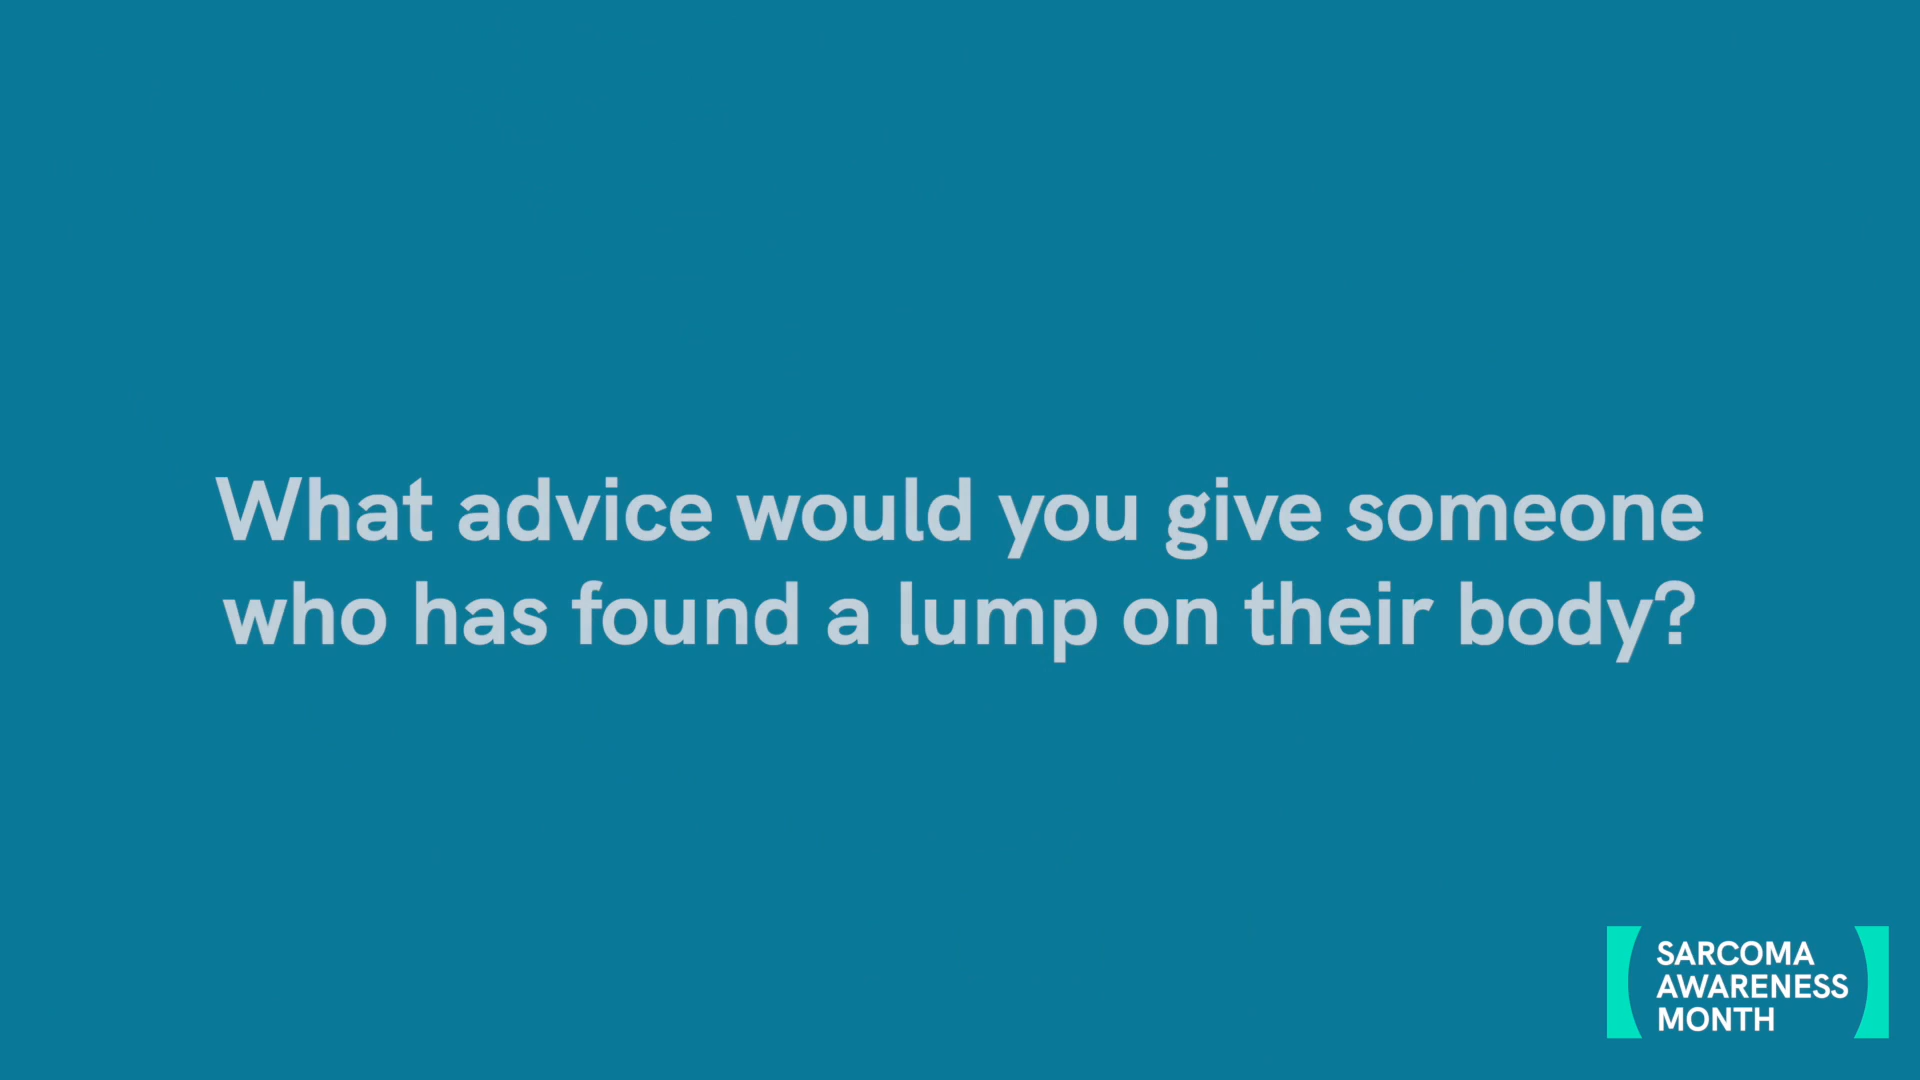 What advice would you give someone
who has found a lump on their body?
SARCOMA
AWARENESS
MONTH